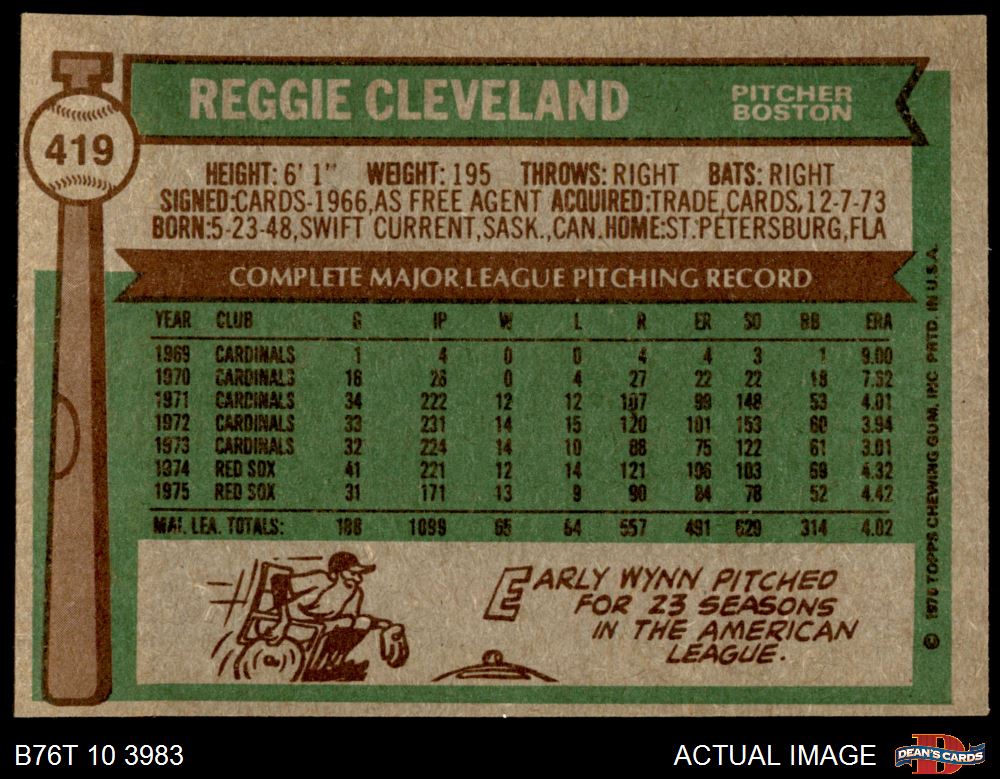 419
REGGIE CLEVELAND
PITCHER
BOSTON
HEIGHT: 6' 1" WEIGHT: 195 THROWS: RIGHT BATS: RIGHT
SIGNED:CARDS-1966,AS FREE AGENT ACQUIRED:TRADE,CARDS,12-7-73
BORN:5-23-48,SWIFT CURRENT,SASK.,CAN.HOME:ST.PETERSBURG,FLA
COMPLETE MAJOR LEAGUE PITCHING RECORD
YEAR CLUB G IP W L R ER SO BB ERA
1969 CARDINALS 1 4 0 0 4 4 3 1 9.00
1970 CARDINALS 16 26 0 4 27 22 22 18 7.62
1971 CARDINALS 34 222 12 12 107 99 148 53 4.01
1972 CARDINALS 33 231 14 15 120 101 153 60 3.94
1973 CARDINALS 32 224 14 10 88 75 122 61 3.01
1974 RED SOX 41 221 12 14 121 106 103 69 4.32
1975 RED SOX 31 171 13 9 90 84 78 52 4.42
MAJ. LEA. TOTALS: 188 1099 65 64 557 491 629 314 4.02
EARLY WYNN PITCHED
FOR 23 SEASONS
IN THE AMERICAN
LEAGUE.
© 1976 TOPPS CHEWING GUM, INC. PRTD. IN U.S.A.
B76T 10 3983
ACTUAL IMAGE
DEAN'S CARDS